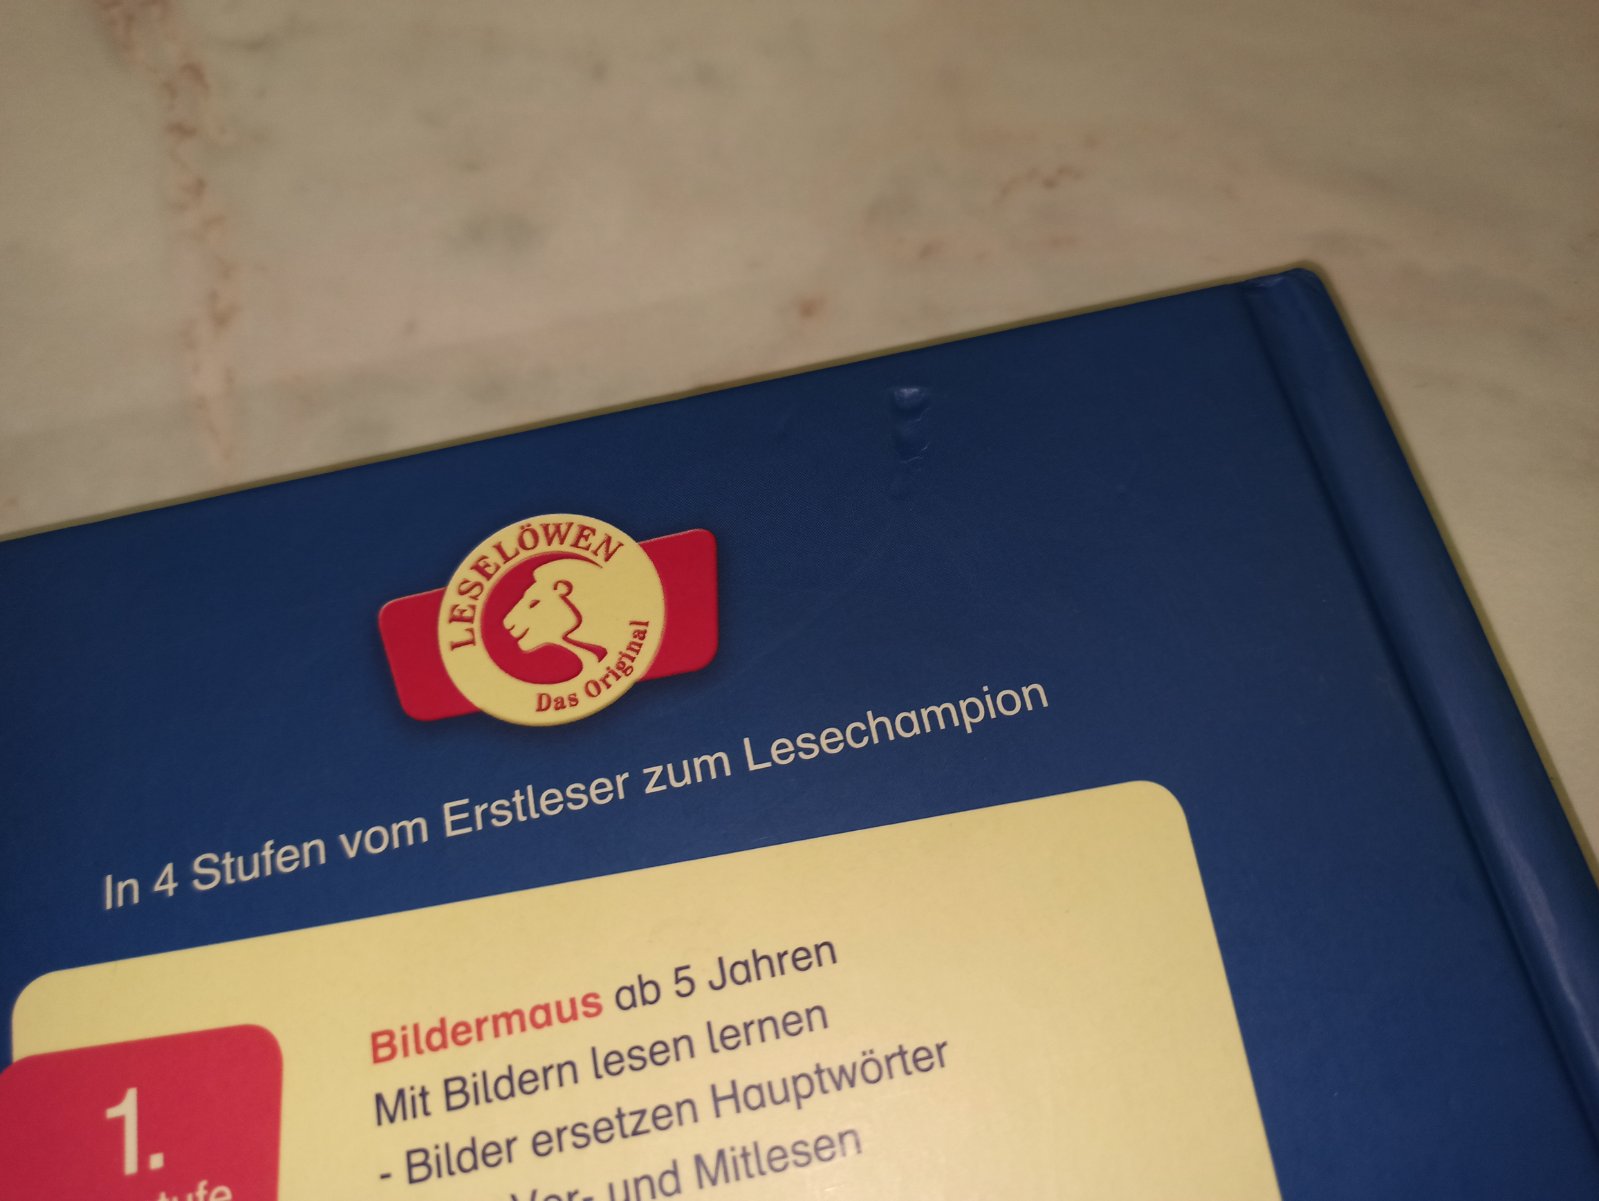 LESELÖWEN
Das Original
In 4 Stufen vom Erstleser zum Lesechampion
Bildermaus ab 5 Jahren
Mit Bildern lesen lernen
- Bilder ersetzen Hauptwörter
Vor- und Mitlesen
1.